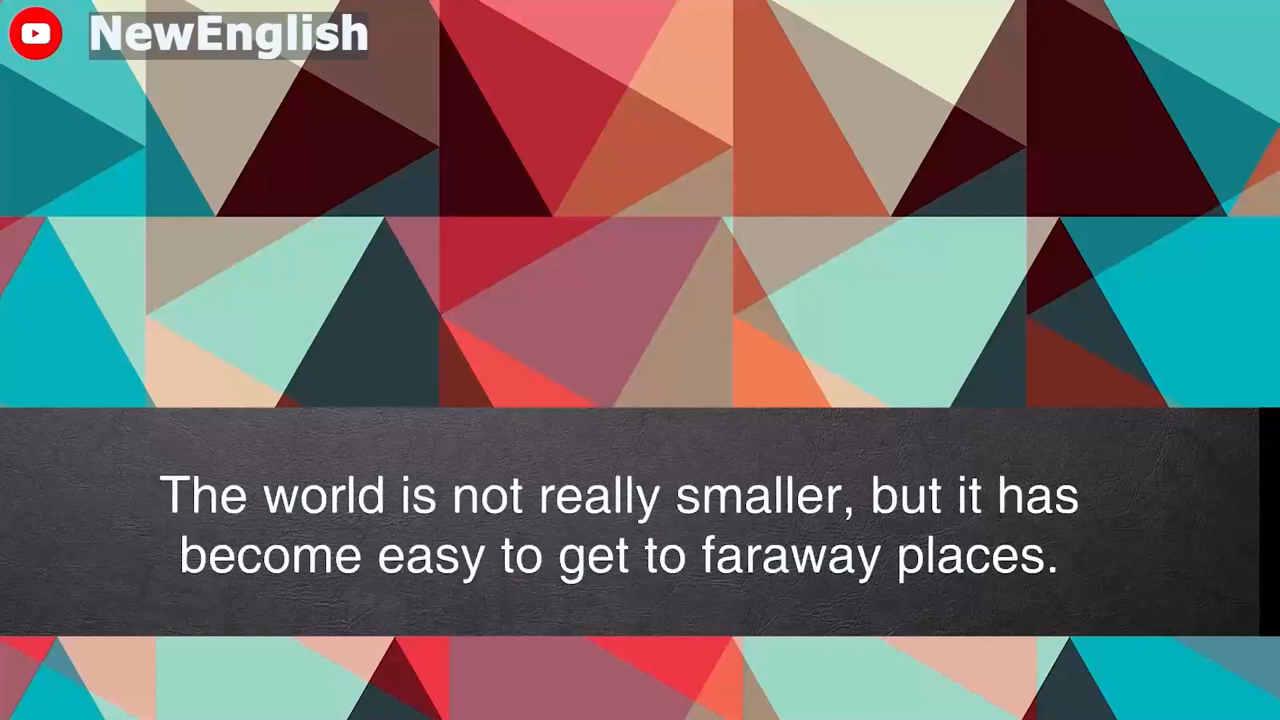 NewEnglish
The world is not really smaller, but it has
become easy to get to faraway places.